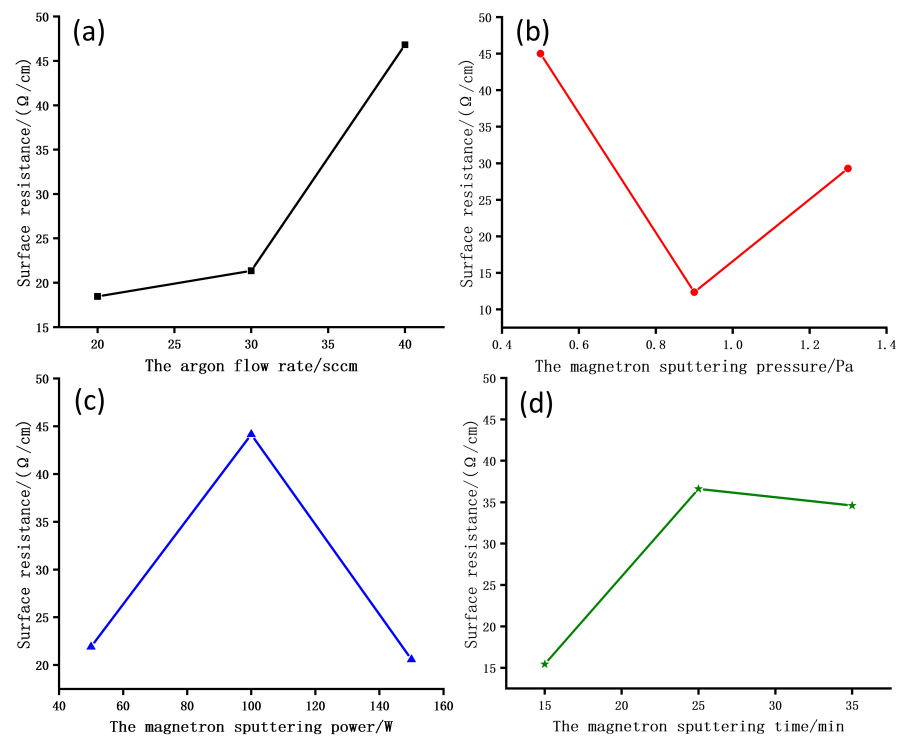 (a)
50
45
40
35
30
25
20
15
Surface resistance/(Ω/cm)
20 25 30 35 40
The argon flow rate/sccm
(b)
50
45
40
35
30
25
20
15
10
Surface resistance/(Ω/cm)
0.4 0.6 0.8 1.0 1.2 1.4
The magnetron sputtering pressure/Pa
(c)
50
45
40
35
30
25
20
Surface resistance/(Ω/cm)
40 60 80 100 120 140 160
The magnetron sputtering power/W
(d)
50
45
40
35
30
25
20
15
Surface resistance/(Ω/cm)
15 20 25 30 35
The magnetron sputtering time/min